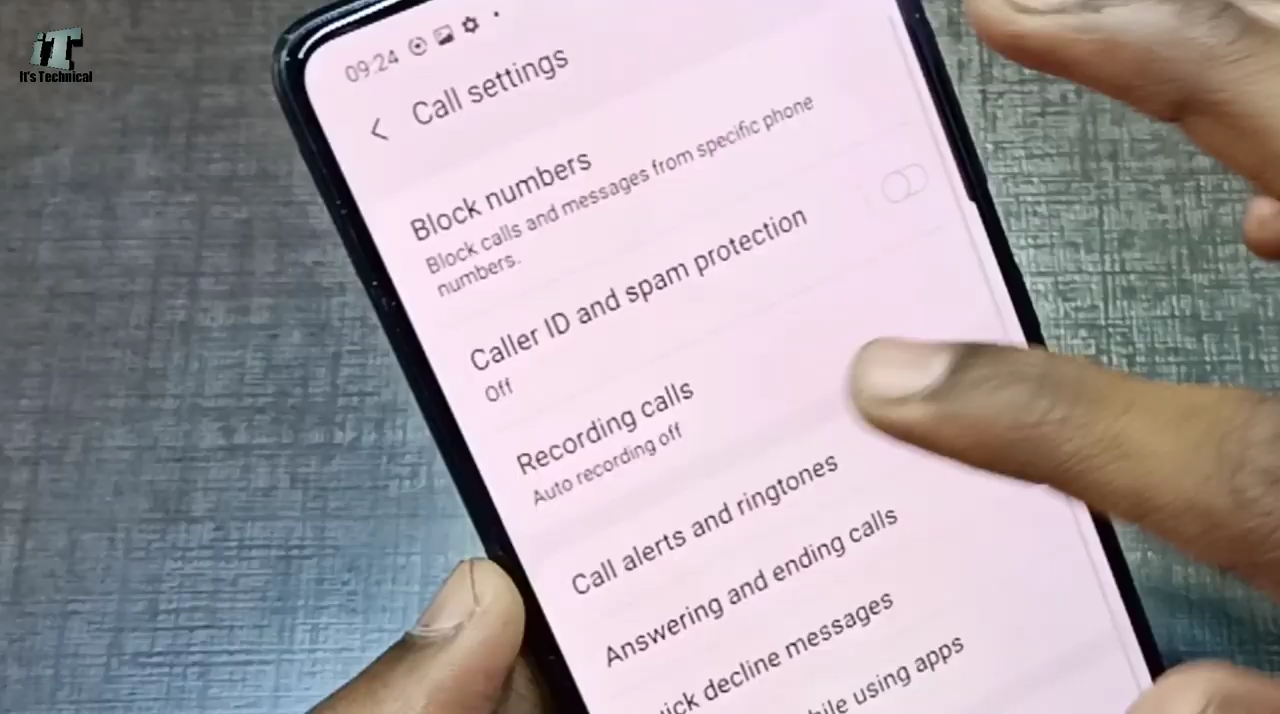 iT
It's Technical
09:24
Call settings
Block numbers
Block calls and messages from specific phone
numbers.
Caller ID and spam protection
Off
Recording calls
Auto recording off
Call alerts and ringtones
Answering and ending calls
decline messages
using apps